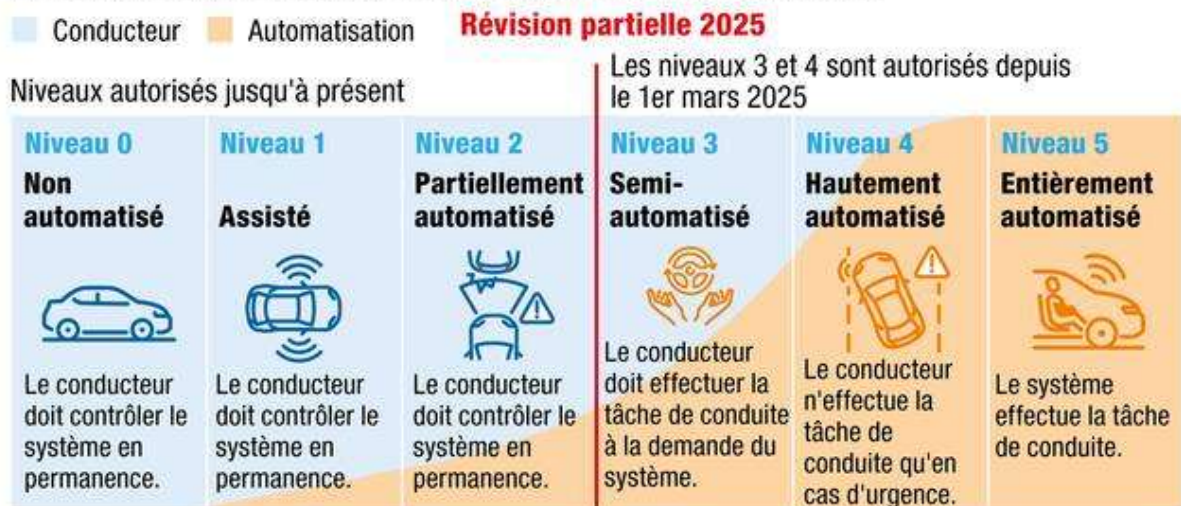 Conducteur
Automatisation
Révision partielle 2025
Niveaux autorisés jusqu'à présent
Les niveaux 3 et 4 sont autorisés depuis
le 1er mars 2025
Niveau 0
Non
automatisé
Le conducteur
doit contrôler le
système en
permanence.
Niveau 1
Assisté
Le conducteur
doit contrôler le
système en
permanence.
Niveau 2
Partiellement
automatisé
Le conducteur
doit contrôler le
système en
permanence.
Niveau 3
Semi-
automatisé
Le conducteur
doit effectuer la
tâche de conduite
à la demande du
système.
Niveau 4
Hautement
automatisé
Le conducteur
n'effectue la
tâche de
conduite qu'en
cas d'urgence.
Niveau 5
Entièrement
automatisé
Le système
effectue la tâche
de conduite.